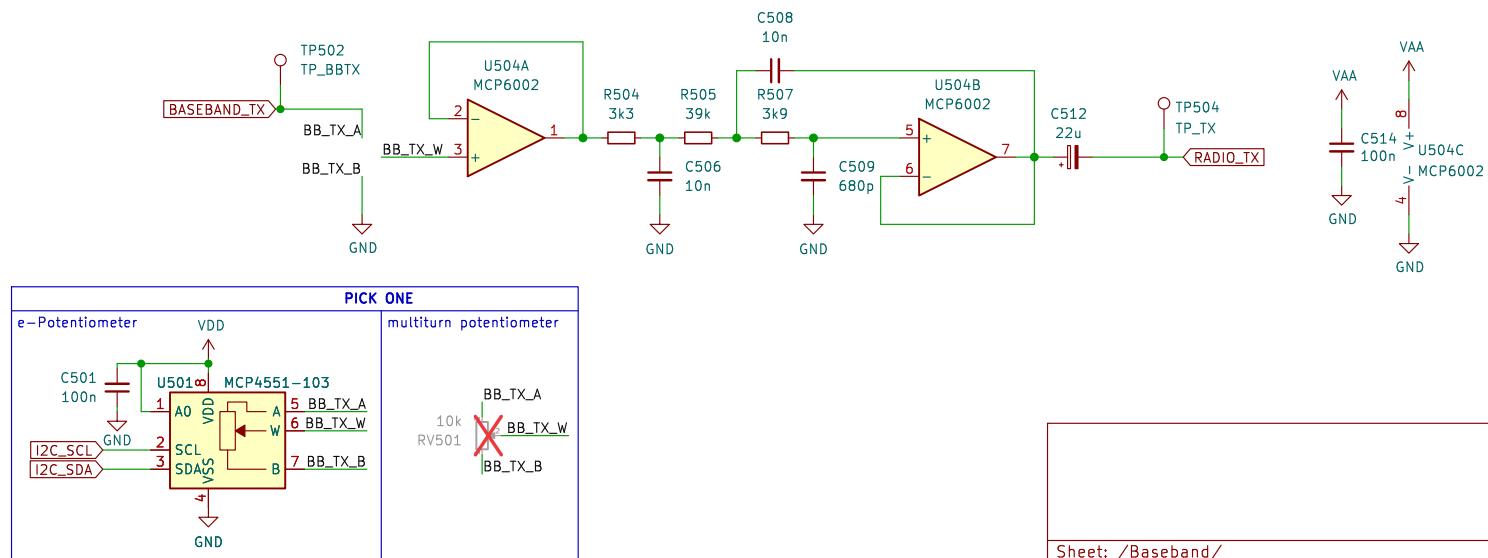 C508
10n
TP502
TP_BBTX
U504A
MCP6002
BASEBAND_TX
BB_TX_A
BB_TX_B
GND
BB_TX_W
2
3
1
R504
3k3
R505
39k
R507
3k9
C506
10n
GND
C509
680p
GND
U504B
MCP6002
5
6
7
C512
22u
TP504
TP_TX
RADIO_TX
VAA
C514
100n
GND
VAA
8
V+
U504C
MCP6002
V-
4
GND
PICK ONE
e-Potentiometer
VDD
C501
100n
GND
U501
MCP4551-103
8
VDD
1
A0
2
SCL
3
SDA
VSS
4
GND
I2C_SCL
I2C_SDA
A
5
BB_TX_A
W
6
BB_TX_W
B
7
BB_TX_B
multiturn potentiometer
BB_TX_A
10k
RV501
2
BB_TX_W
BB_TX_B
Sheet: /Baseband/